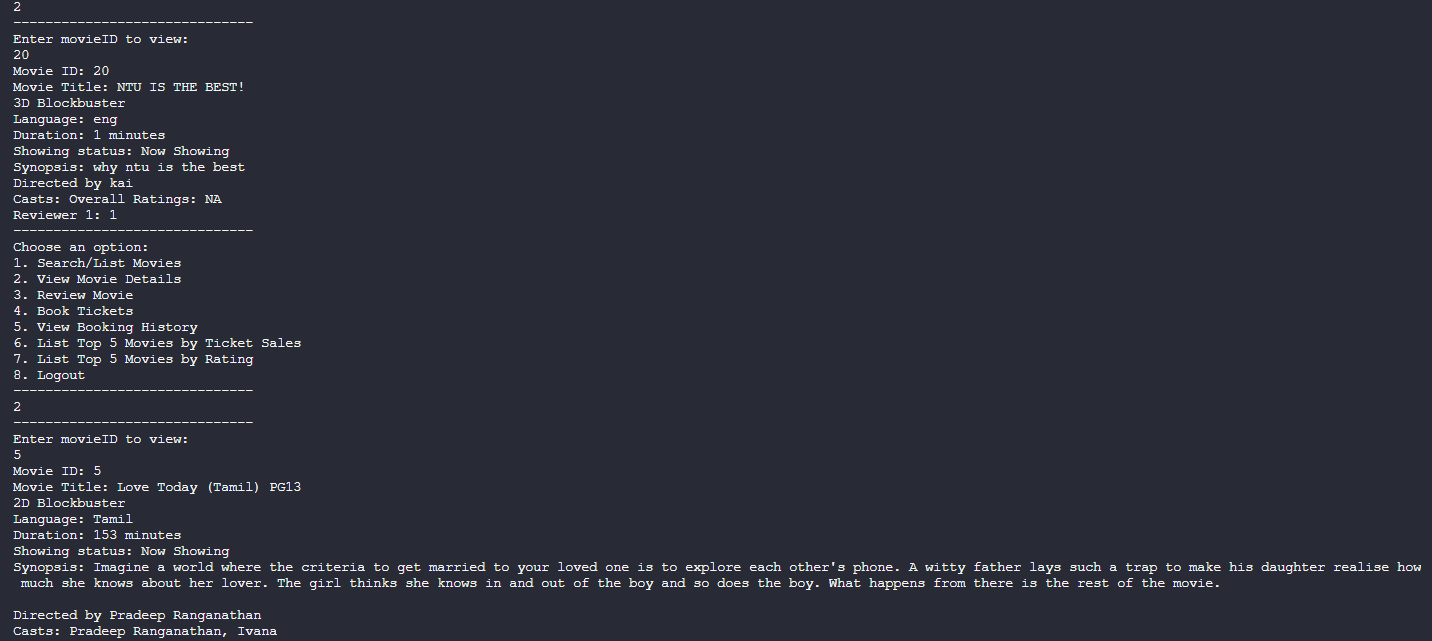 2
------------------------------
Enter movieID to view:
20
Movie ID: 20
Movie Title: NTU IS THE BEST!
3D Blockbuster
Language: eng
Duration: 1 minutes
Showing status: Now Showing
Synopsis: why ntu is the best
Directed by kai
Casts: Overall Ratings: NA
Reviewer 1: 1
------------------------------
Choose an option:
1. Search/List Movies
2. View Movie Details
3. Review Movie
4. Book Tickets
5. View Booking History
6. List Top 5 Movies by Ticket Sales
7. List Top 5 Movies by Rating
8. Logout
------------------------------
2
------------------------------
Enter movieID to view:
5
Movie ID: 5
Movie Title: Love Today (Tamil) PG13
2D Blockbuster
Language: Tamil
Duration: 153 minutes
Showing status: Now Showing
Synopsis: Imagine a world where the criteria to get married to your loved one is to explore each other's phone. A witty father lays such a trap to make his daughter realise how
much she knows about her lover. The girl thinks she knows in and out of the boy and so does the boy. What happens from there is the rest of the movie.
Directed by Pradeep Ranganathan
Casts: Pradeep Ranganathan, Ivana